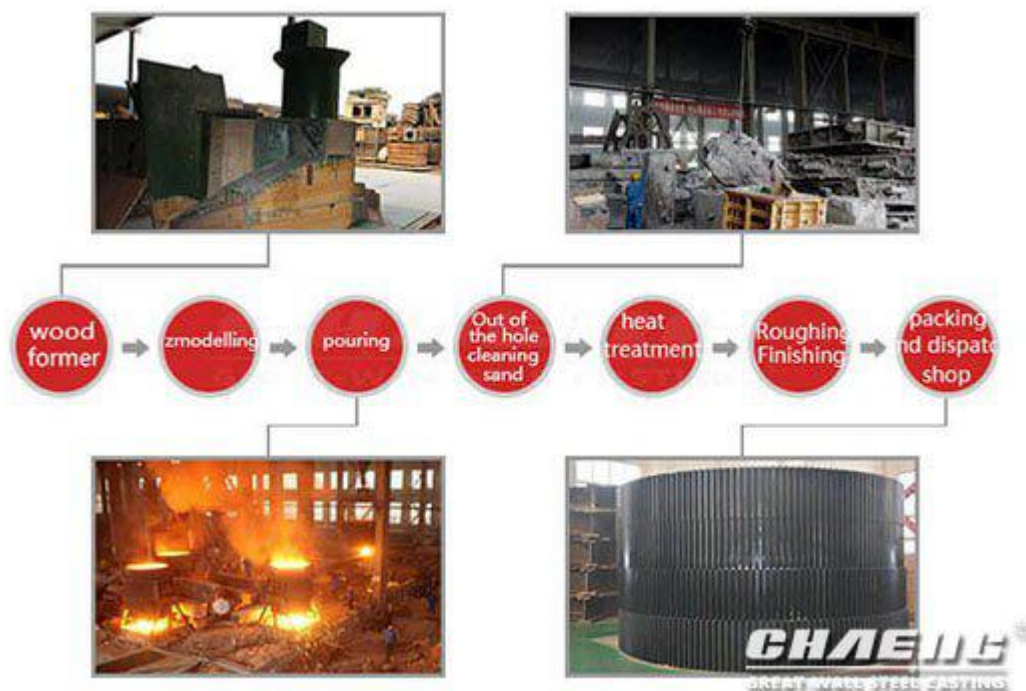 wood
former
zmodelling
pouring
Out of
the hole
cleaning
sand
heat
treatment
Roughing
Finishing
packing
nd dispatc
shop
CHAENG
®
GREAT WALL STEEL CASTING